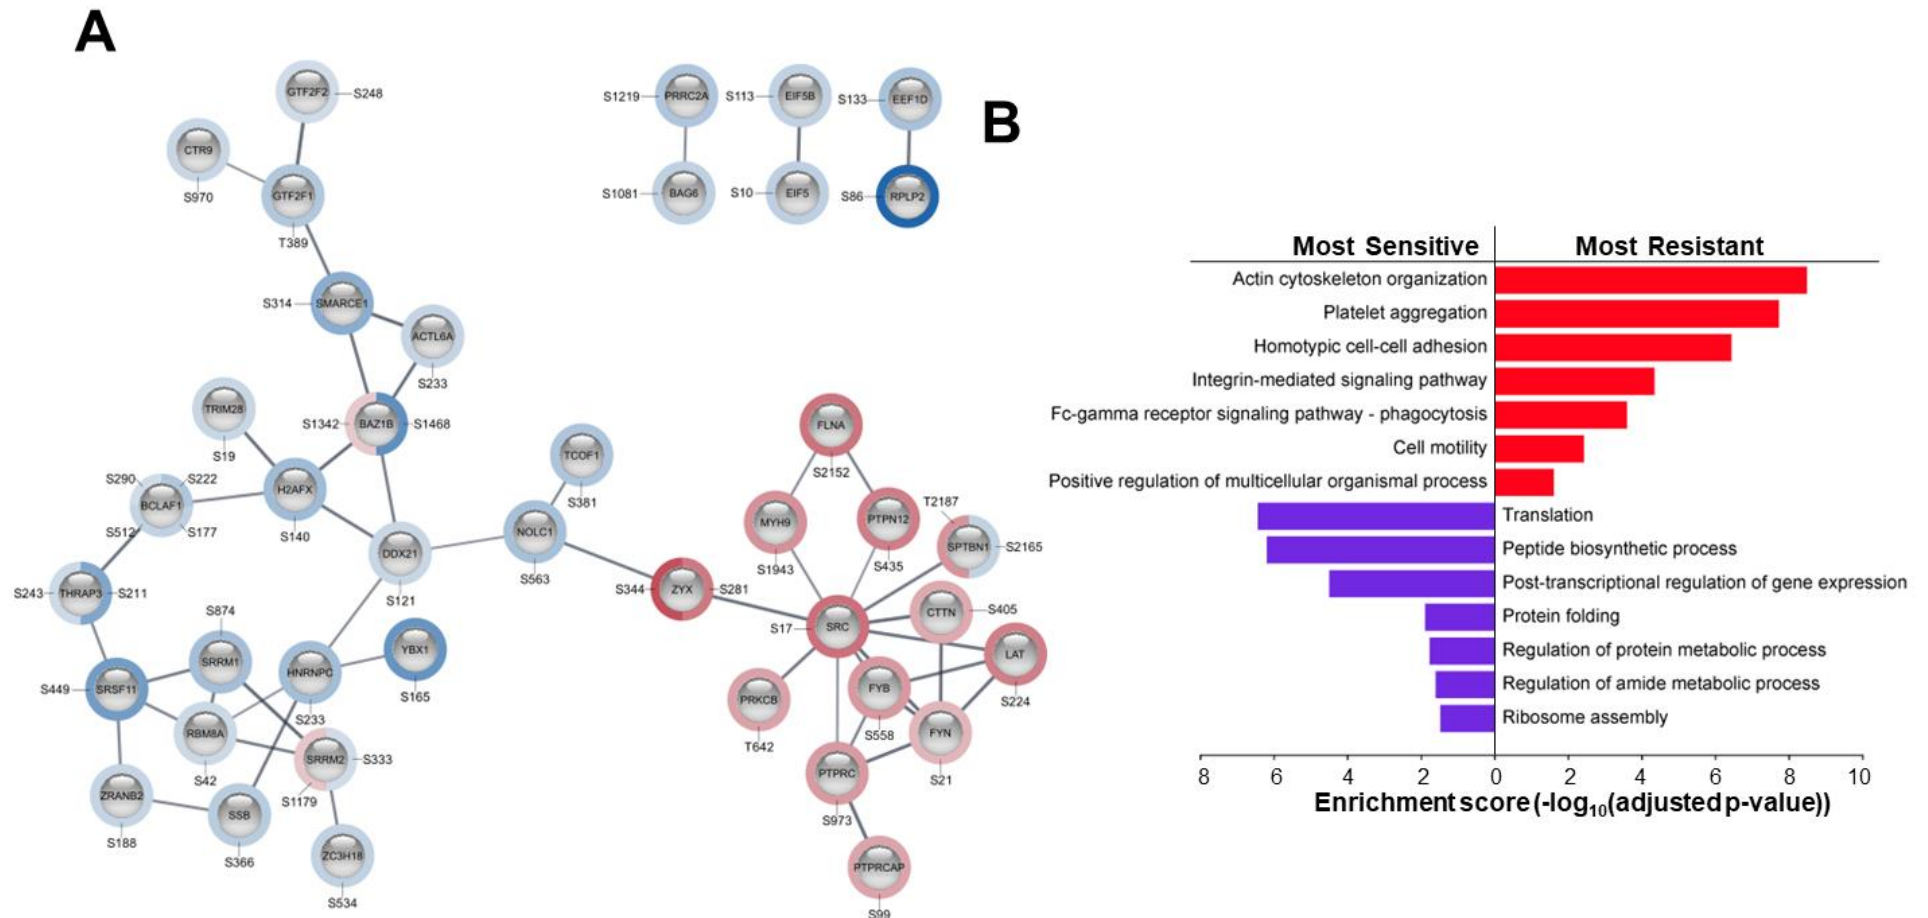 A
GTF2F2
S248
CTR9
S970
GTF2F1
T389
S314
SMARCE1
ACTL6A
S233
TRIM28
S19
S1342
BAZ1B
S1468
S290
S222
BCLAF1
S512
S177
H2AFX
S140
TCOF1
S381
NOLC1
S563
DDX21
S121
S243
THRAP3
S211
S874
SRRM1
HNRNPC
S233
YBX1
S165
S449
SRSF11
RBM8A
S42
SRRM2
S333
S1179
ZRANB2
S188
SSB
S366
ZC3H18
S534
S1219
PRRC2A
S1081
BAG6
S113
EIF5B
S10
EIF5
S133
EEF1D
S86
RPLP2
FLNA
S2152
MYH9
S1943
PTPN12
S435
T2187
SPTBN1
S2165
S344
ZYX
S281
S17
SRC
CTTN
S405
LAT
S224
PRKCB
T642
FYB
S558
FYN
S21
PTPRC
S973
PTPRCAP
S99
B
Most Sensitive
Most Resistant
Actin cytoskeleton organization
Platelet aggregation
Homotypic cell-cell adhesion
Integrin-mediated signaling pathway
Fc-gamma receptor signaling pathway - phagocytosis
Cell motility
Positive regulation of multicellular organismal process
Translation
Peptide biosynthetic process
Post-transcriptional regulation of gene expression
Protein folding
Regulation of protein metabolic process
Regulation of amide metabolic process
Ribosome assembly
8 6 4 2 0 2 4 6 8 10
Enrichment score (-log10(adjusted p-value))